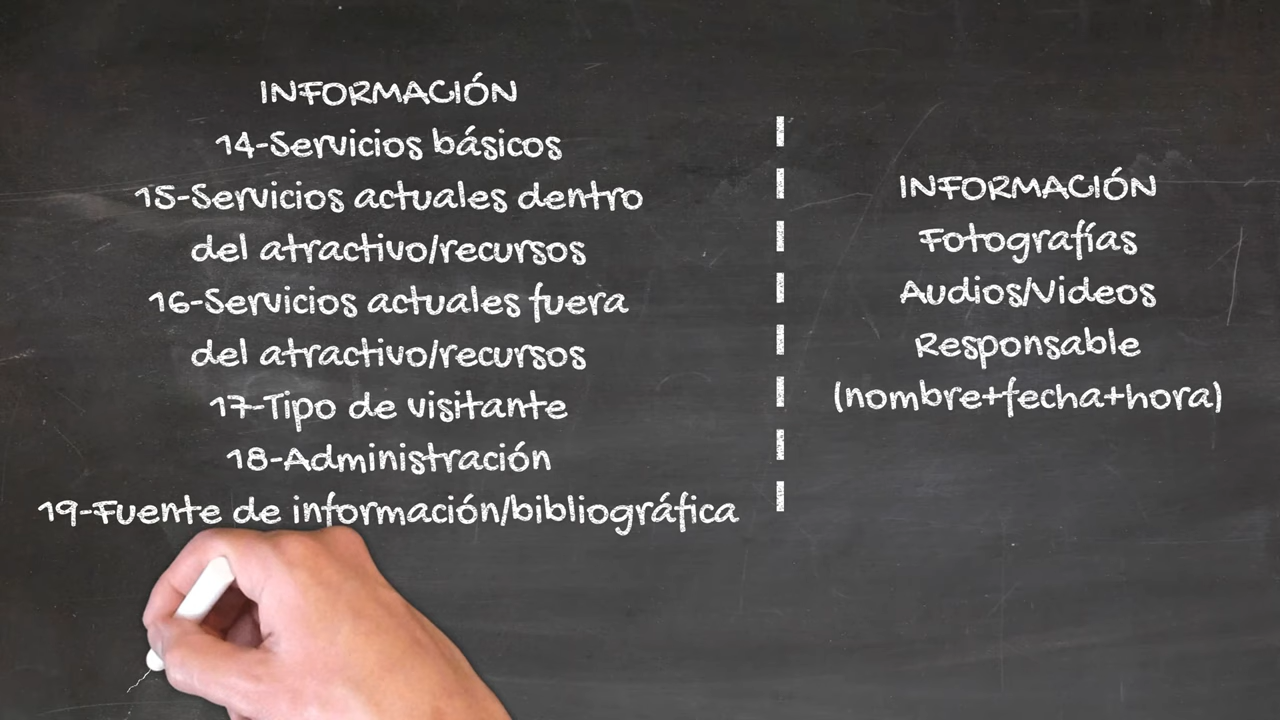 INFORMACIÓN
14-Servicios básicos
15-Servicios actuales dentro
del atractivo/recursos
16-Servicios actuales fuera
del atractivo/recursos
17-Tipo de visitante
18-Administración
19-Fuente de información/bibliográfica
INFORMACIÓN
Fotografías
Audios/Videos
Responsable
(nombre+fecha+hora)